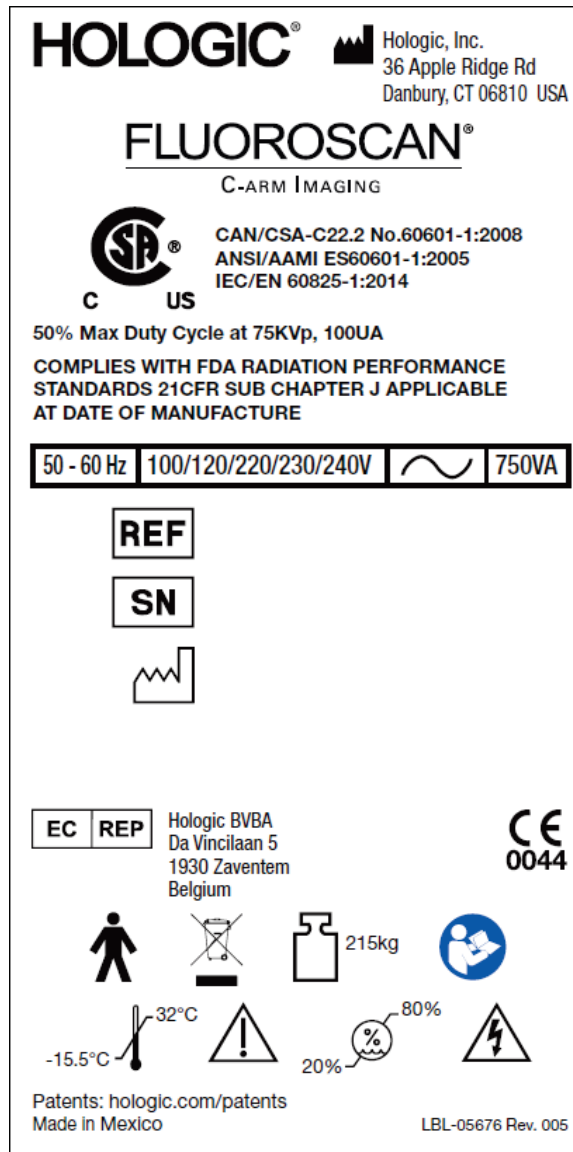 HOLOGIC®
Hologic, Inc.
36 Apple Ridge Rd
Danbury, CT 06810 USA
FLUOROSCAN®
C-ARM IMAGING
CSA ®
C US
CAN/CSA-C22.2 No.60601-1:2008
ANSI/AAMI ES60601-1:2005
IEC/EN 60825-1:2014
50% Max Duty Cycle at 75KVp, 100UA
COMPLIES WITH FDA RADIATION PERFORMANCE
STANDARDS 21CFR SUB CHAPTER J APPLICABLE
AT DATE OF MANUFACTURE
50 - 60 Hz 100/120/220/230/240V 750VA
REF
SN
EC REP
Hologic BVBA
Da Vincilaan 5
1930 Zaventem
Belgium
CE
0044
215kg
32°C
-15.5°C
%
80%
20%
Patents: hologic.com/patents
Made in Mexico
LBL-05676 Rev. 005